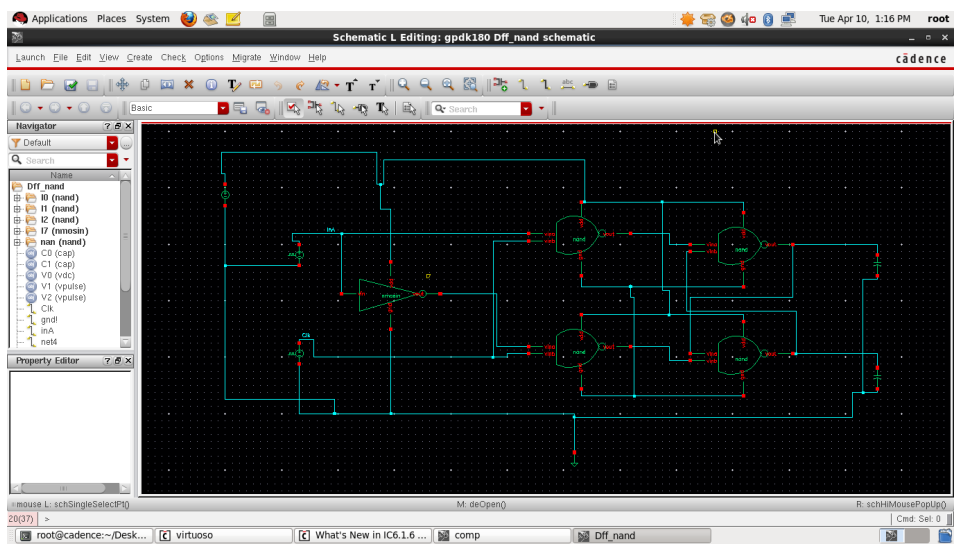 Applications Places System Tue Apr 10, 1:16 PM root
Schematic L Editing: gpdk180 Dff_nand schematic
Launch File Edit View Create Check Options Migrate Window Help cādence
Basic Search
Navigator
Default
Search
Name
Dff_nand
I0 (nand)
I1 (nand)
I2 (nand)
I7 (nmosin)
nan (nand)
C0 (cap)
C1 (cap)
V0 (vdc)
V1 (vpulse)
V2 (vpulse)
Clk
gnd!
inA
net4
Property Editor
InA
nand
nand
nmosin
Clk
nand
nand
mouse L: schSingleSelectPt() M: deOpen() R: schHiMousePopUp()
20(37) > Cmd: Sel: 0
root@cadence:~/Desk... virtuoso What's New in IC6.1.6 ... comp Dff_nand